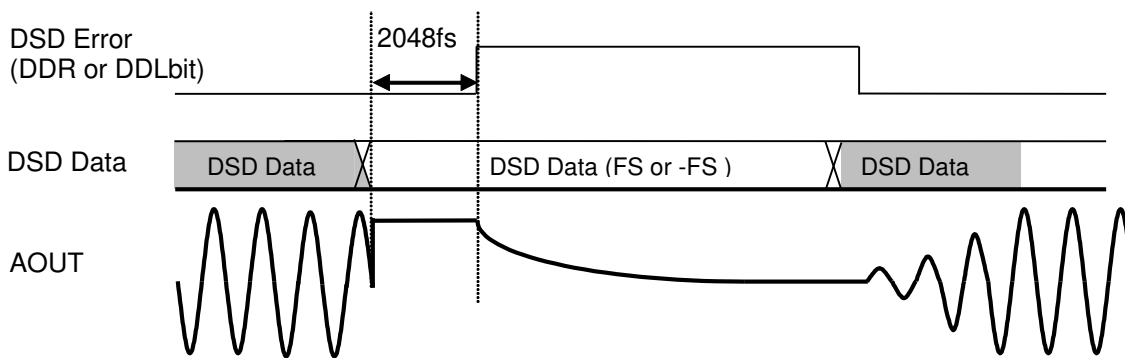 DSD Error
(DDR or DDLbit)
2048fs
DSD Data
DSD Data
DSD Data (FS or -FS )
DSD Data
AOUT